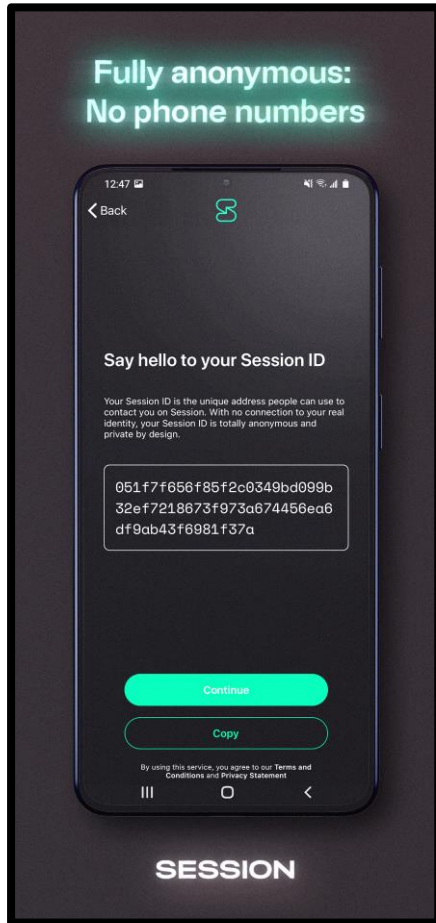 Fully anonymous:
No phone numbers
12:47
Back
Say hello to your Session ID
Your Session ID is the unique address people can use to
contact you on Session. With no connection to your real
identity, your Session ID is totally anonymous and
private by design.
051f7f656f85f2c0349bd099b
32ef7218673f973a674456ea6
df9ab43f6981f37a
Continue
Copy
By using this service, you agree to our Terms and
Conditions and Privacy Statement
SESSION